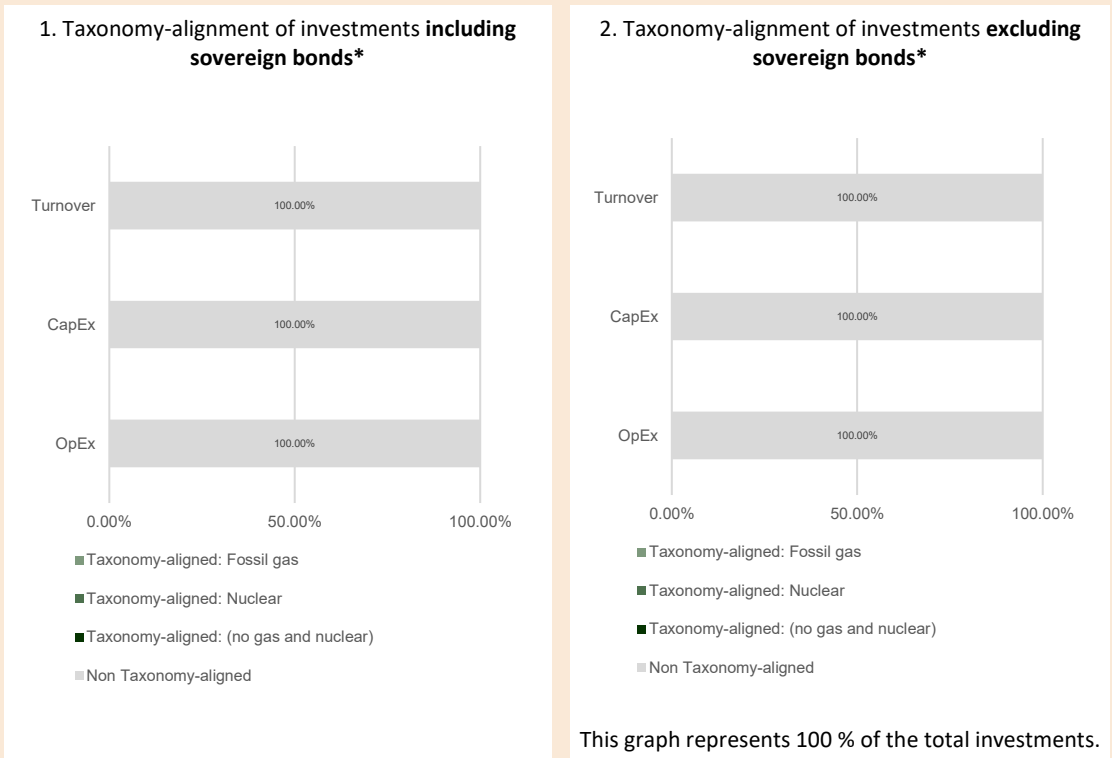 1. Taxonomy-alignment of investments including
sovereign bonds*
Turnover
100.00%
CapEx
100.00%
OpEx
100.00%
0.00% 50.00% 100.00%
Taxonomy-aligned: Fossil gas
Taxonomy-aligned: Nuclear
Taxonomy-aligned: (no gas and nuclear)
Non Taxonomy-aligned
2. Taxonomy-alignment of investments excluding
sovereign bonds*
Turnover
100.00%
CapEx
100.00%
OpEx
100.00%
0.00% 50.00% 100.00%
Taxonomy-aligned: Fossil gas
Taxonomy-aligned: Nuclear
Taxonomy-aligned: (no gas and nuclear)
Non Taxonomy-aligned
This graph represents 100 % of the total investments.